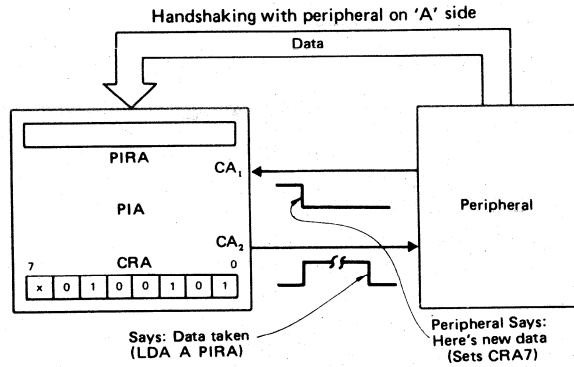 Handshaking with peripheral on 'A' side
Data
PIRA
CA1
PIA
Peripheral
CA2
7 CRA 0
x 0 1 0 0 1 0 1
Says: Data taken
(LDA A PIRA)
Peripheral Says:
Here's new data
(Sets CRA7)